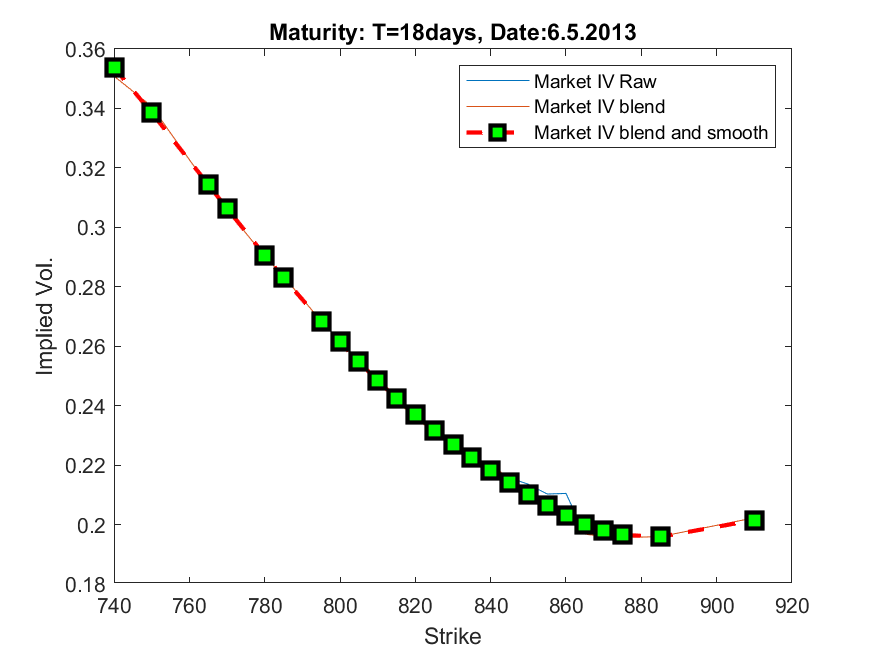 Maturity: T=18days, Date:6.5.2013
Market IV Raw
Market IV blend
Market IV blend and smooth
Implied Vol.
0.36
0.34
0.32
0.3
0.28
0.26
0.24
0.22
0.2
0.18
740 760 780 800 820 840 860 880 900 920
Strike